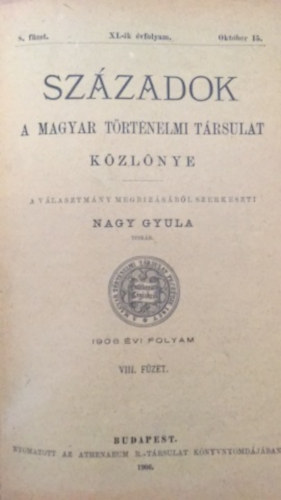 8. füzet. XL-ik évfolyam. Október 15.
SZÁZADOK
A MAGYAR TÖRTÉNELMI TÁRSULAT
KÖZLÖNYE
A VÁLASZTMÁNY MEGBIZÁSÁBÓL SZERKESZTI
NAGY GYULA
TITKÁR.
1906 ÉVI FOLYAM
VIII. FÜZET.
BUDAPEST.
NYOMATOTT AZ ATHENAEUM R.-TÁRSULAT KÖNYVNYOMDÁJÁBAN
1906.